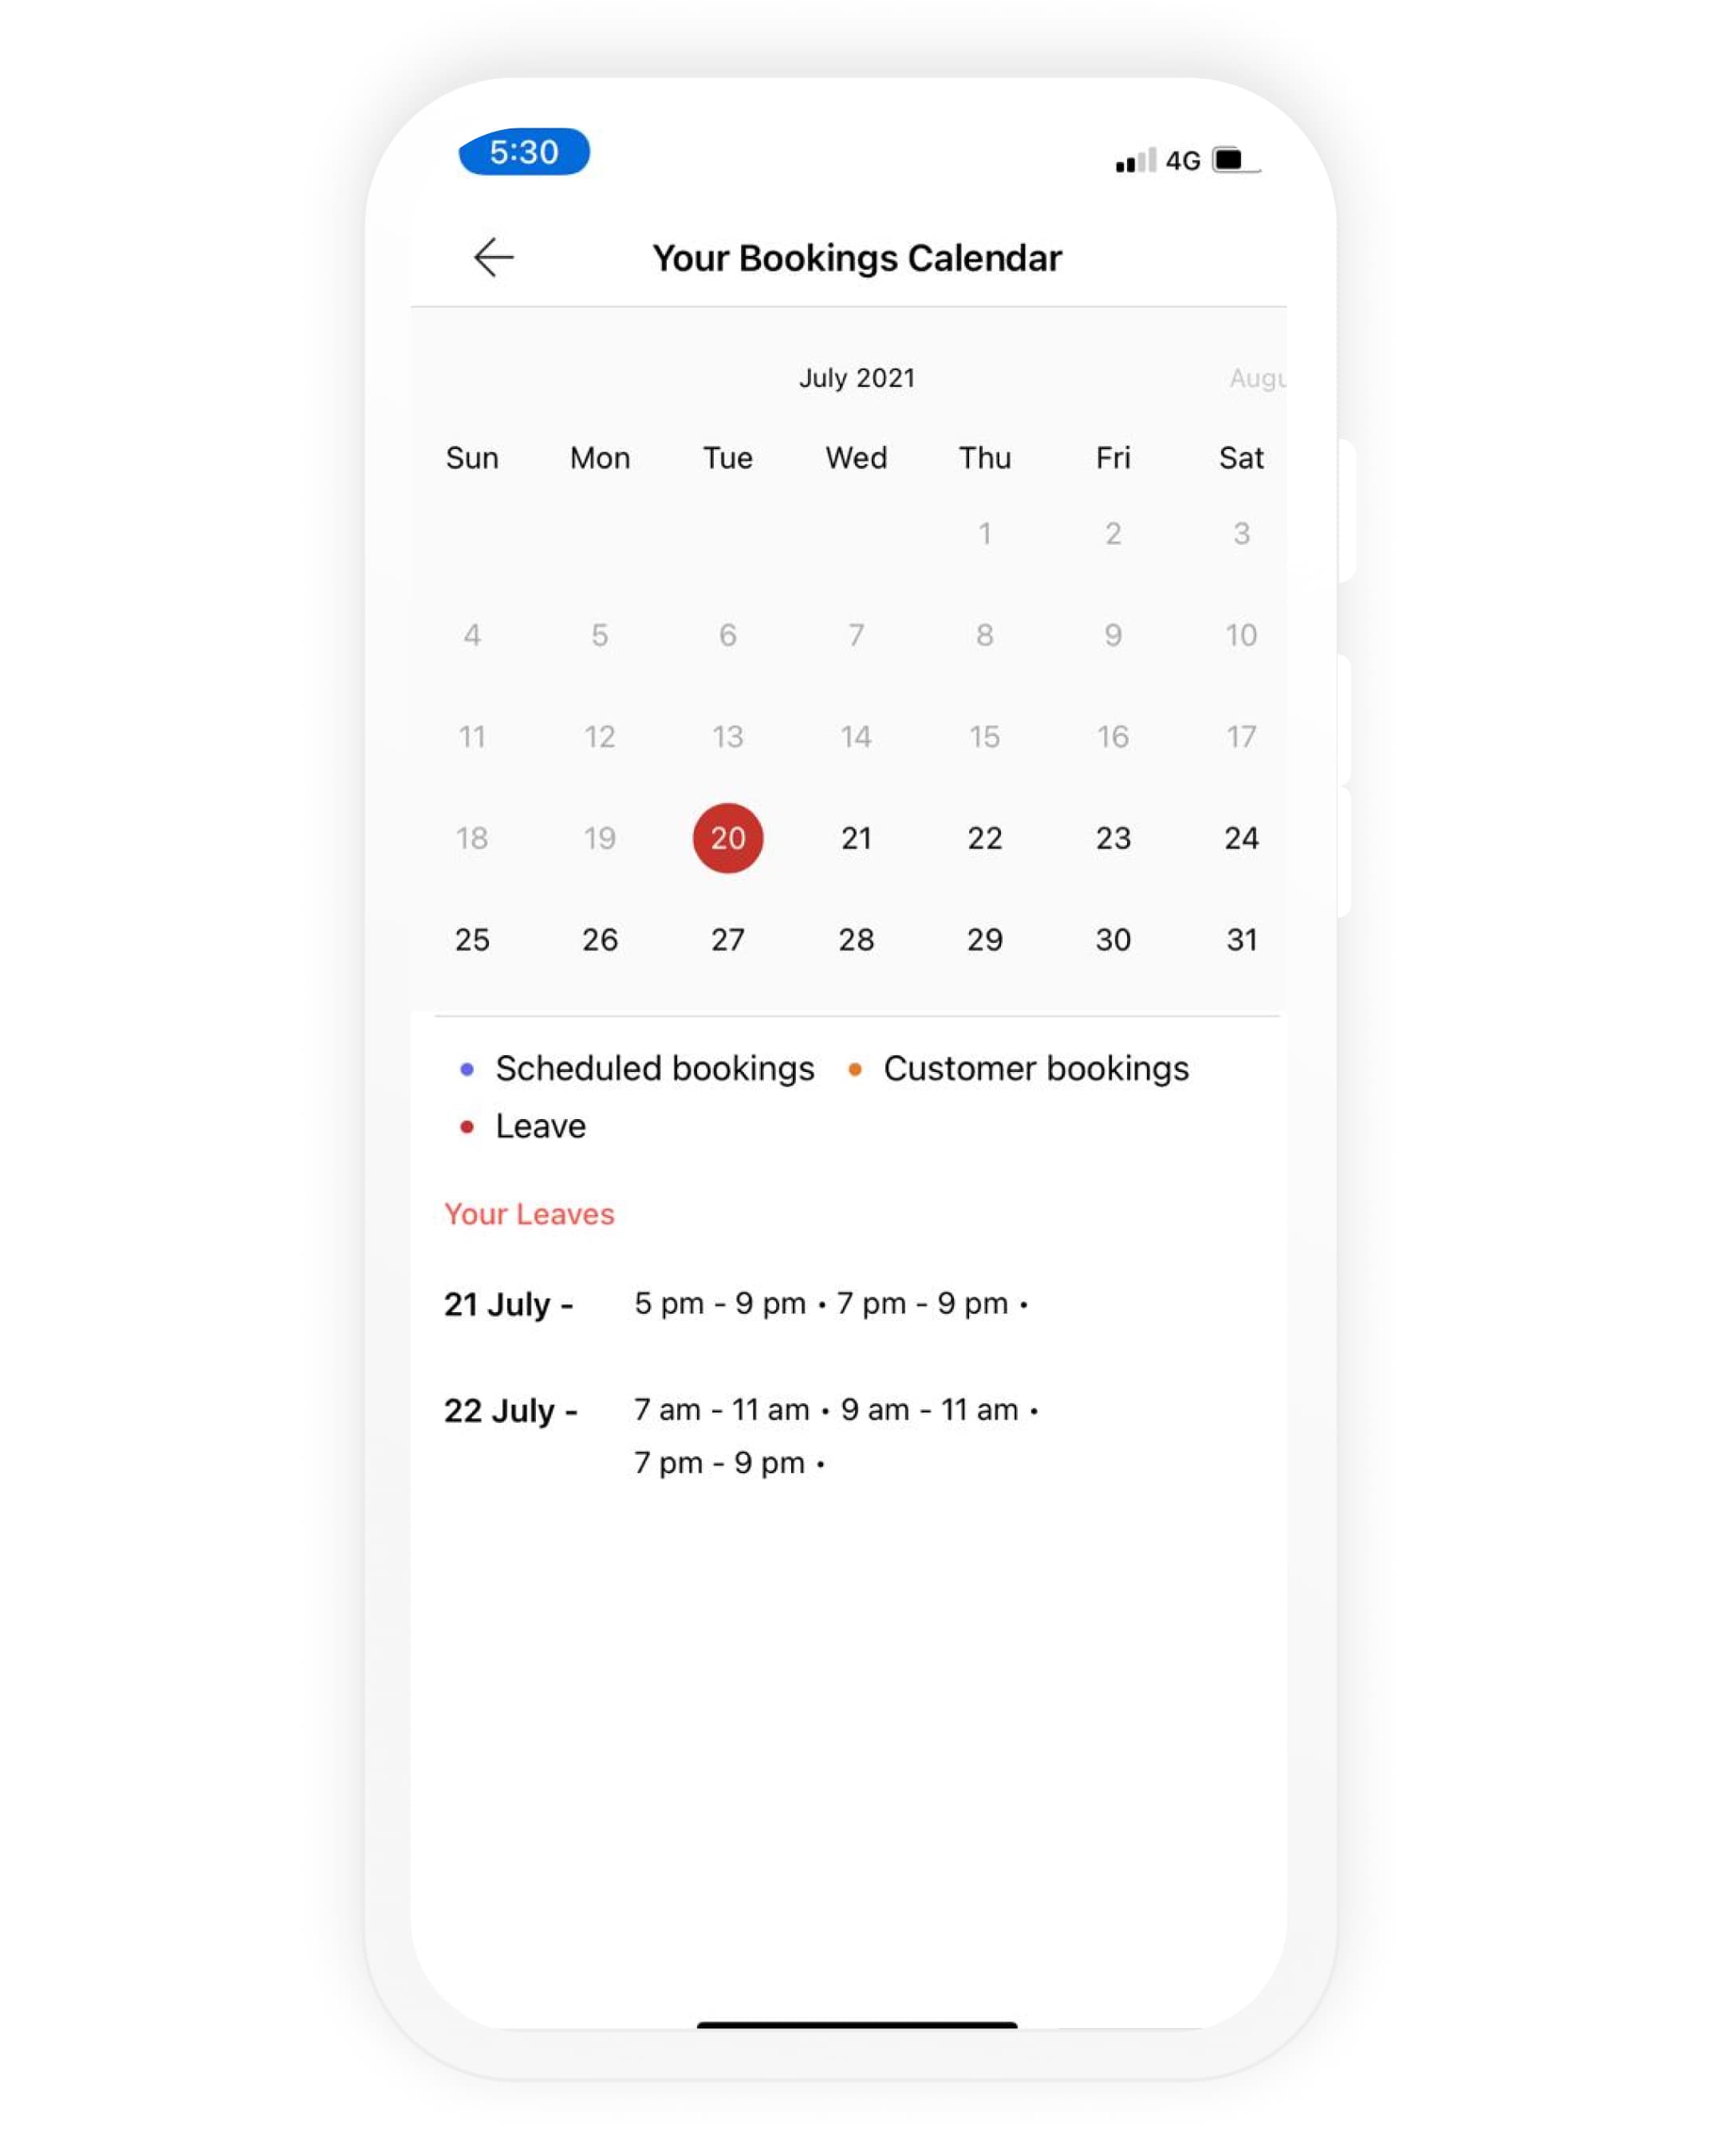 5:30 4G
Your Bookings Calendar
July 2021 Augu
Sun Mon Tue Wed Thu Fri Sat
1 2 3
4 5 6 7 8 9 10
11 12 13 14 15 16 17
18 19 20 21 22 23 24
25 26 27 28 29 30 31
• Scheduled bookings • Customer bookings
• Leave
Your Leaves
21 July - 5 pm - 9 pm • 7 pm - 9 pm •
22 July - 7 am - 11 am • 9 am - 11 am •
7 pm - 9 pm •